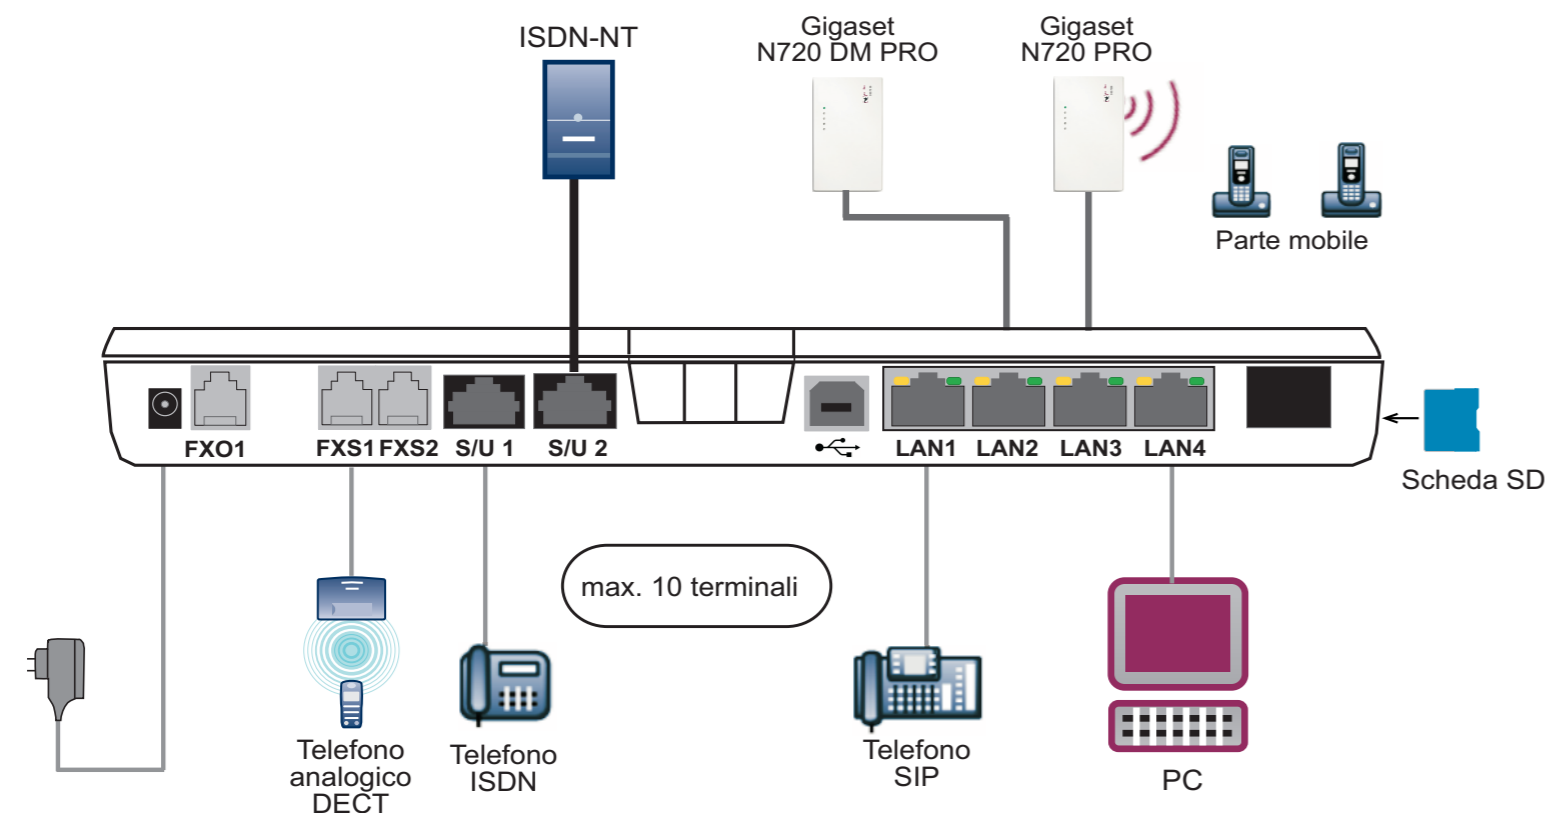 ISDN-NT
Gigaset
N720 DM PRO
Gigaset
N720 PRO
Parte mobile
FXO1
FXS1
FXS2
S/U 1
S/U 2
LAN1
LAN2
LAN3
LAN4
Scheda SD
max. 10 terminali
Telefono
analogico
DECT
Telefono
ISDN
Telefono
SIP
PC